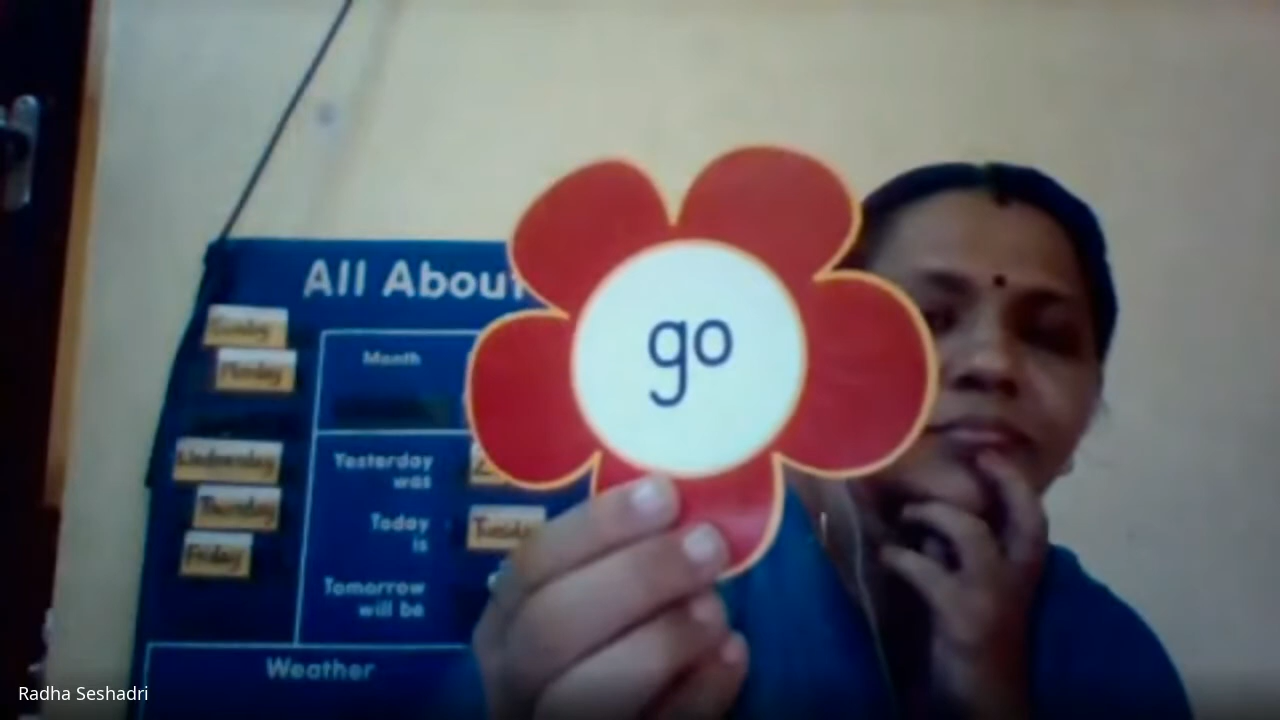 All About
Sunday
Monday
Month
go
Wednesday
Yesterday
was
Thursday
Today
is
Tuesd
Friday
Tomorrow
will be
Weather
Radha Seshadri